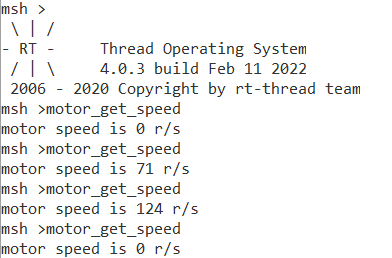 msh >
 \ | /
- RT -     Thread Operating System
 / | \     4.0.3 build Feb 11 2022
 2006 - 2020 Copyright by rt-thread team
msh >motor_get_speed
motor speed is 0 r/s
msh >motor_get_speed
motor speed is 71 r/s
msh >motor_get_speed
motor speed is 124 r/s
msh >motor_get_speed
motor speed is 0 r/s